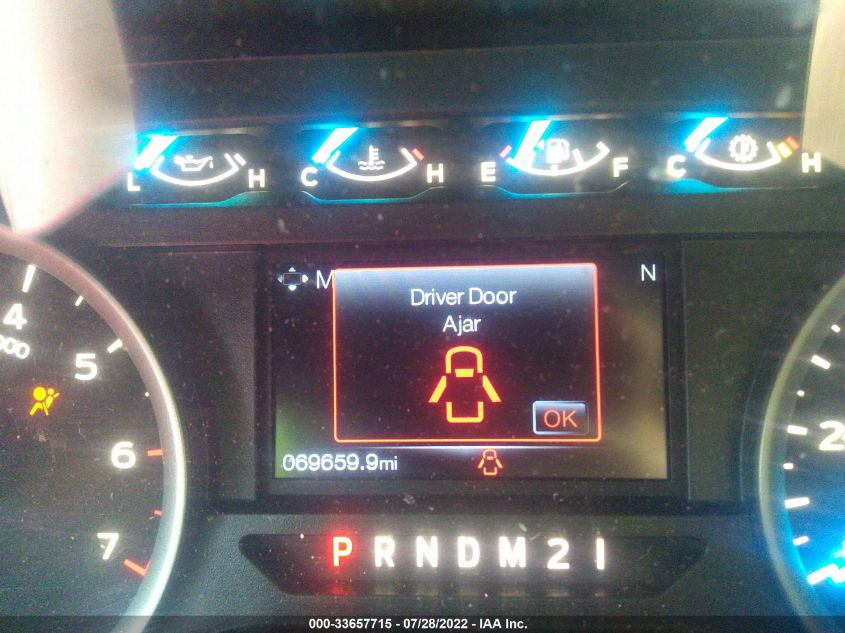 L H C H E F C H
M N
Driver Door
Ajar
OK
069659.9mi
4
5
6
7
2
P R N D M 2 1
000-33657715 - 07/28/2022 - IAA Inc.